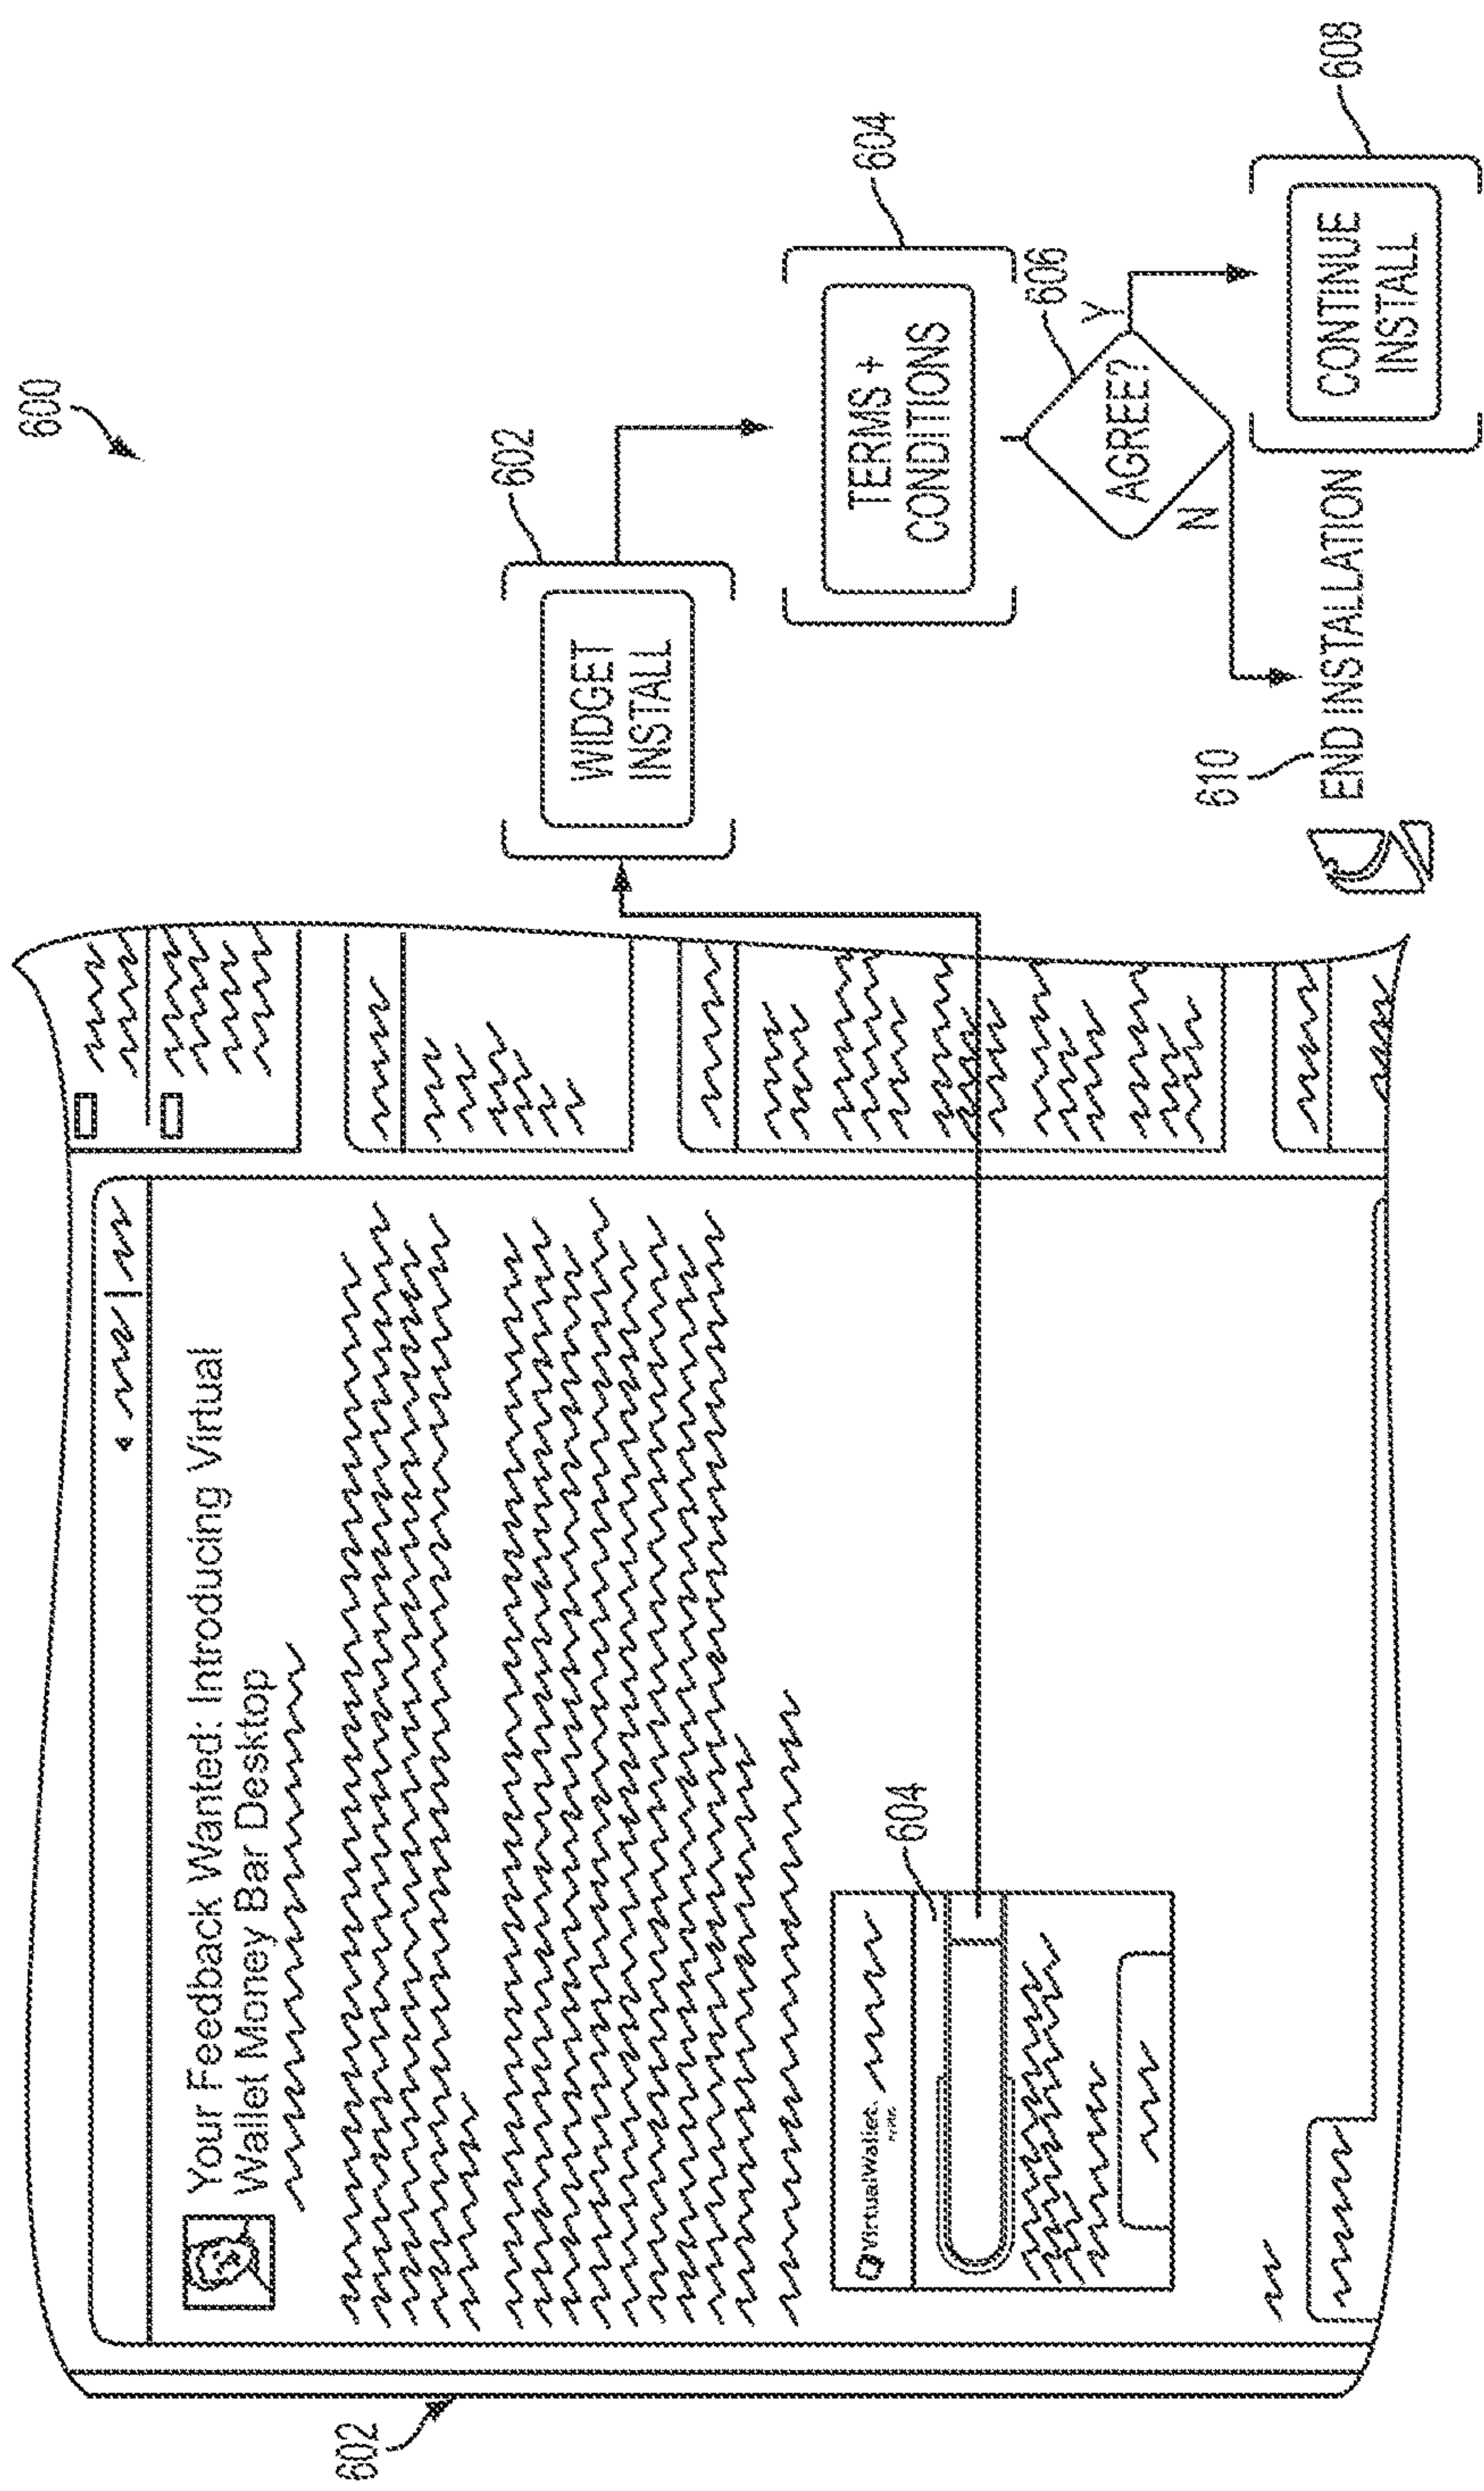 600
602
Your Feedback Wanted: Introducing Virtual
Wallet Money Bar Desktop
VirtualWallet
604
602
WIDGET
INSTALL
604
TERMS +
CONDITIONS
606
AGREE?
Y
N
608
CONTINUE
INSTALL
610
END INSTALLATION